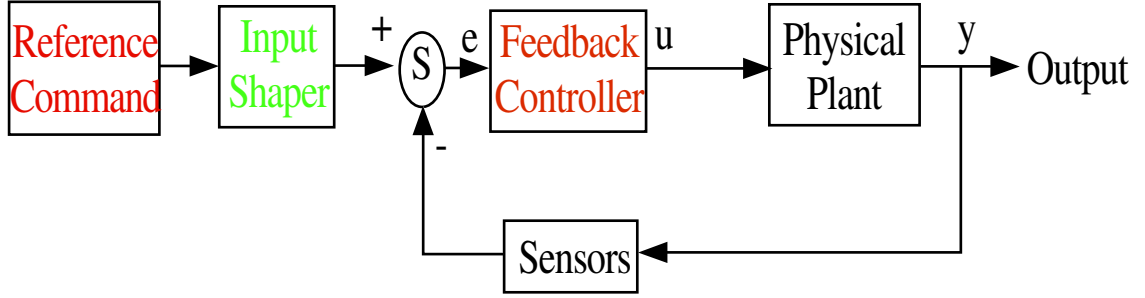 Reference
Command
Input
Shaper
+
S
-
e
Feedback
Controller
u
Physical
Plant
y
Output
Sensors